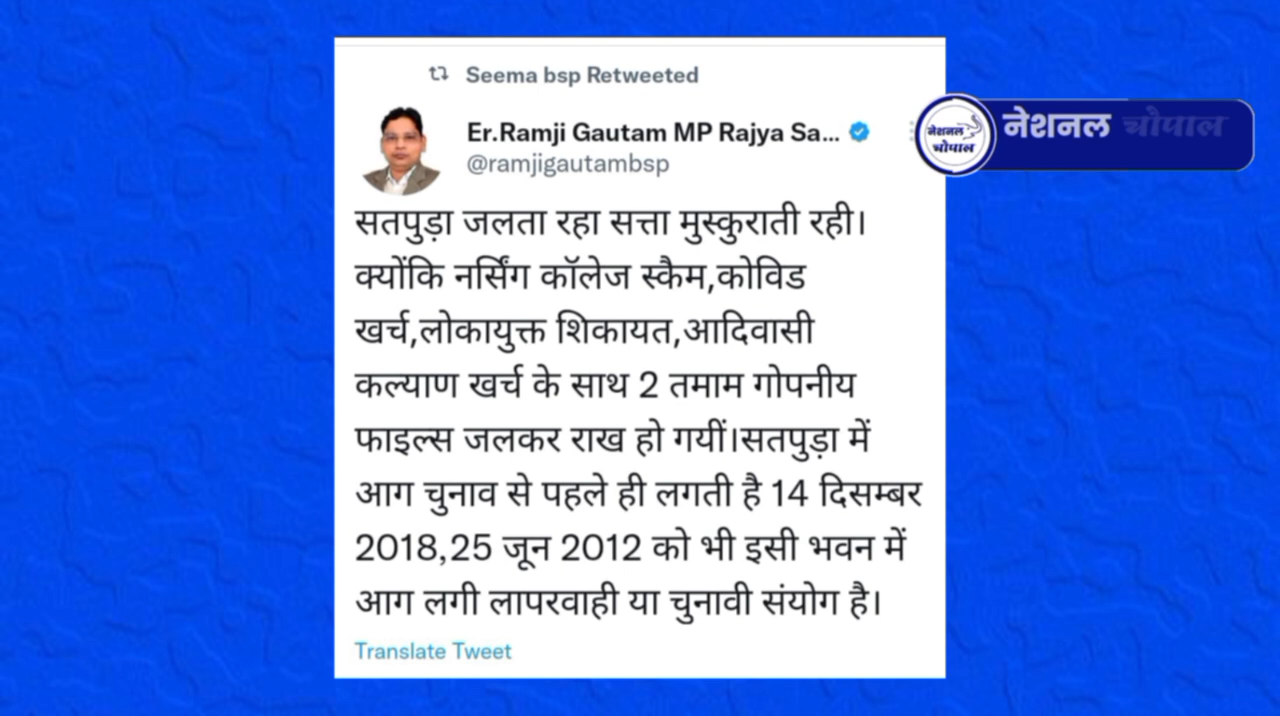 Seema bsp Retweeted
Er.Ramji Gautam MP Rajya Sa...
@ramjigautambsp
सतपुड़ा जलता रहा सत्ता मुस्कुराती रही।
क्योंकि नर्सिंग कॉलेज स्कैम,कोविड
खर्च,लोकायुक्त शिकायत,आदिवासी
कल्याण खर्च के साथ 2 तमाम गोपनीय
फाइल्स जलकर राख हो गयीं।सतपुड़ा में
आग चुनाव से पहले ही लगती है 14 दिसम्बर
2018,25 जून 2012 को भी इसी भवन में
आग लगी लापरवाही या चुनावी संयोग है।
Translate Tweet
नेशनल
चौपाल
नेशनल चौपाल